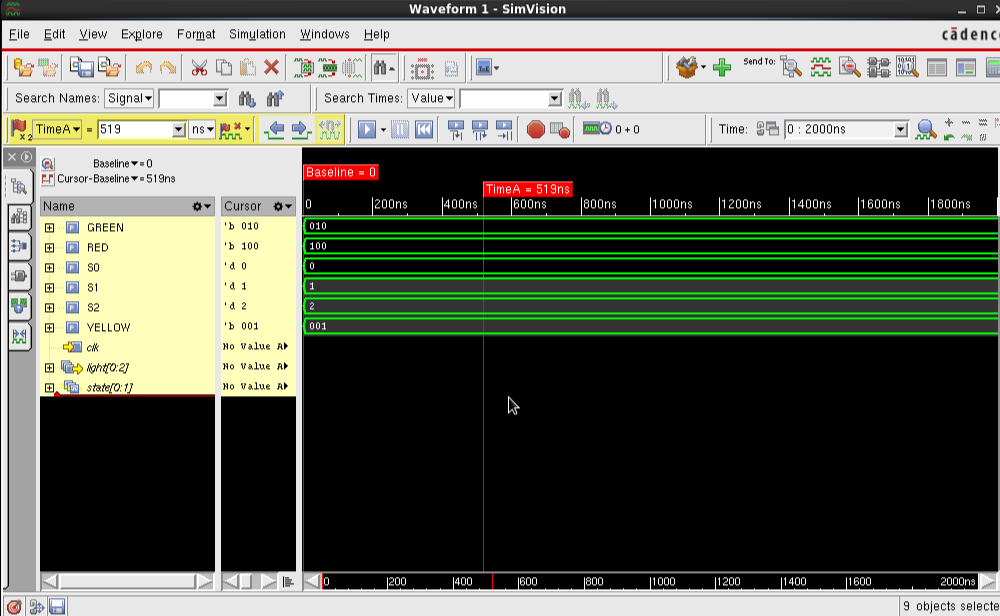 Waveform 1 - SimVision
File Edit View Explore Format Simulation Windows Help
cādenc
Send To:
Search Names: Signal
Search Times: Value
x2 TimeA = 519 ns
0 + 0
Time: 0 : 2000ns
Baseline = 0
Cursor-Baseline = 519ns
Baseline = 0
TimeA = 519ns
Name Cursor
0 200ns 400ns 600ns 800ns 1000ns 1200ns 1400ns 1600ns 1800ns
GREEN 'b 010 010
RED 'b 100 100
S0 'd 0 0
S1 'd 1 1
S2 'd 2 2
YELLOW 'b 001 001
clk No Value A
light[0:2] No Value A
state[0:1] No Value A
0 200 400 600 800 1000 1200 1400 1600 2000ns
9 objects selecte